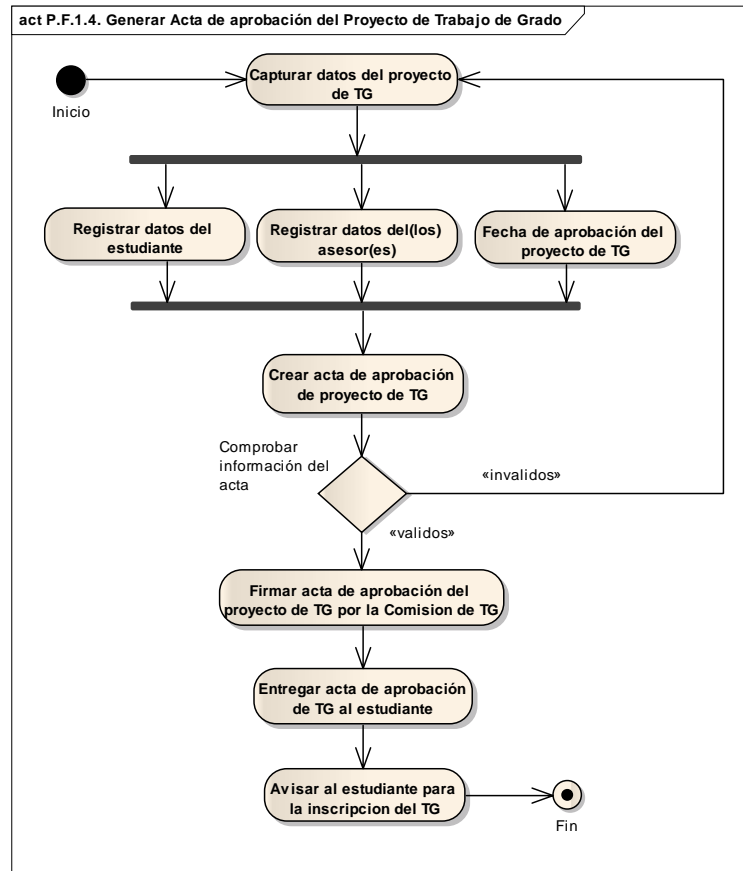 act P.F.1.4. Generar Acta de aprobación del Proyecto de Trabajo de Grado
Capturar datos del proyecto
de TG
Inicio
Registrar datos del
estudiante
Registrar datos del(los)
asesor(es)
Fecha de aprobación del
proyecto de TG
Crear acta de aprobación
de proyecto de TG
Comprobar
información del
acta
«invalidos»
«validos»
Firmar acta de aprobación del
proyecto de TG por la Comision de TG
Entregar acta de aprobación
de TG al estudiante
Avisar al estudiante para
la inscripcion del TG
Fin